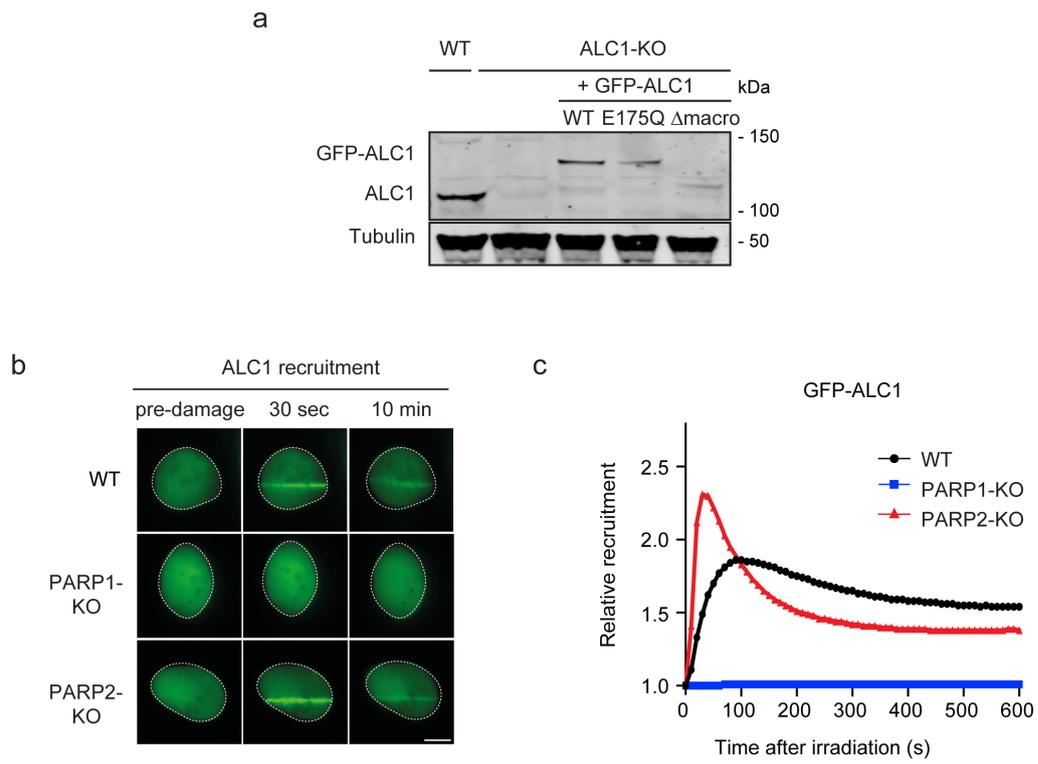 a
WT ALC1-KO
+ GFP-ALC1 kDa
WT E175Q Δmacro
- 150
GFP-ALC1
ALC1
- 100
Tubulin
- 50
b
ALC1 recruitment
pre-damage 30 sec 10 min
WT
PARP1-
KO
PARP2-
KO
c
GFP-ALC1
WT
PARP1-KO
PARP2-KO
Relative recruitment
2.5
2.0
1.5
1.0
0 100 200 300 400 500 600
Time after irradiation (s)